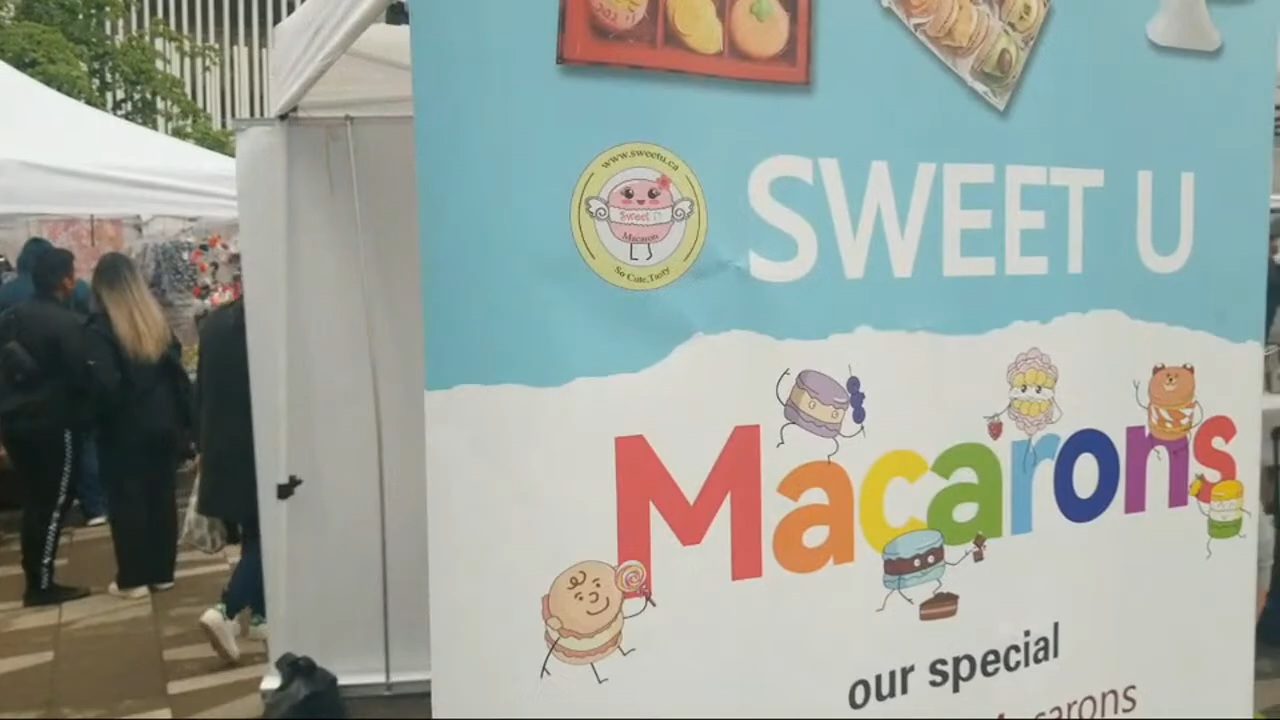 www.sweetu.ca
Sweet U
Macaron
So Cute, Tasty
SWEET U
Macarons
our special